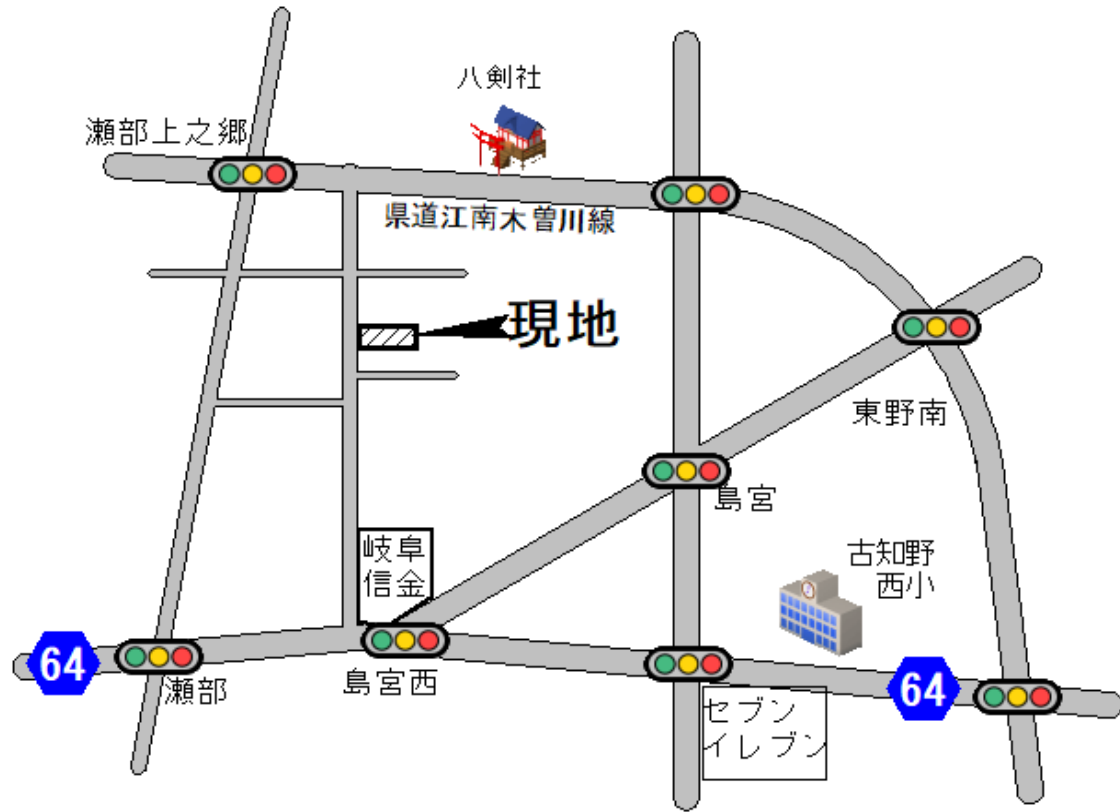 八剣社
瀬部上之郷
県道江南木曽川線
現地
東野南
島宮
岐阜
信金
古知野
西小
64
瀬部
島宮西
64
セブン
イレブン